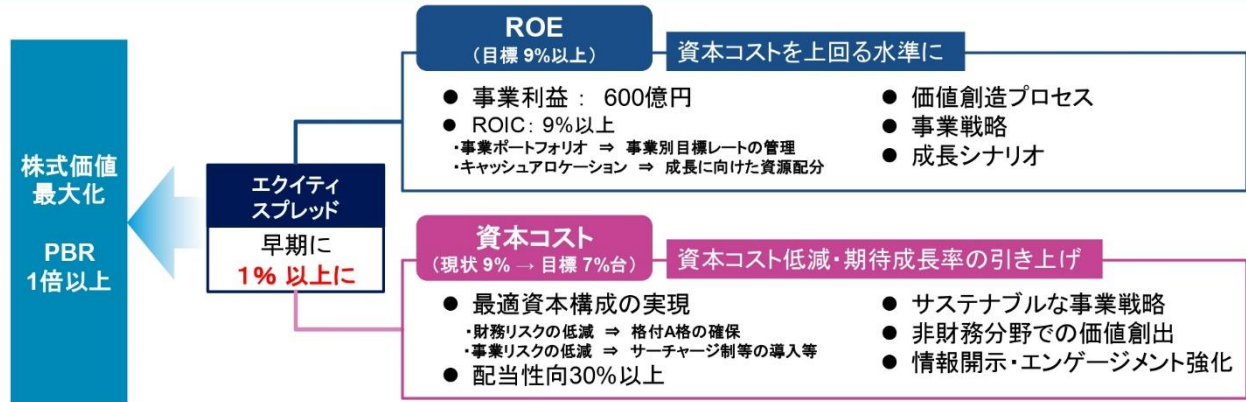 株式価値
最大化
PBR
1倍以上
エクイティ
スプレッド
早期に
1% 以上に
ROE
（目標 9%以上）
資本コストを上回る水準に
● 事業利益 ： 600億円
● ROIC： 9%以上
・事業ポートフォリオ ⇒ 事業別目標レートの管理
・キャッシュアロケーション ⇒ 成長に向けた資源配分
● 価値創造プロセス
● 事業戦略
● 成長シナリオ
資本コスト
（現状 9% → 目標 7%台）
資本コスト低減・期待成長率の引き上げ
● 最適資本構成の実現
・財務リスクの低減 ⇒ 格付A格の確保
・事業リスクの低減 ⇒ サーチャージ制等の導入等
● 配当性向30%以上
● サステナブルな事業戦略
● 非財務分野での価値創出
● 情報開示・エンゲージメント強化